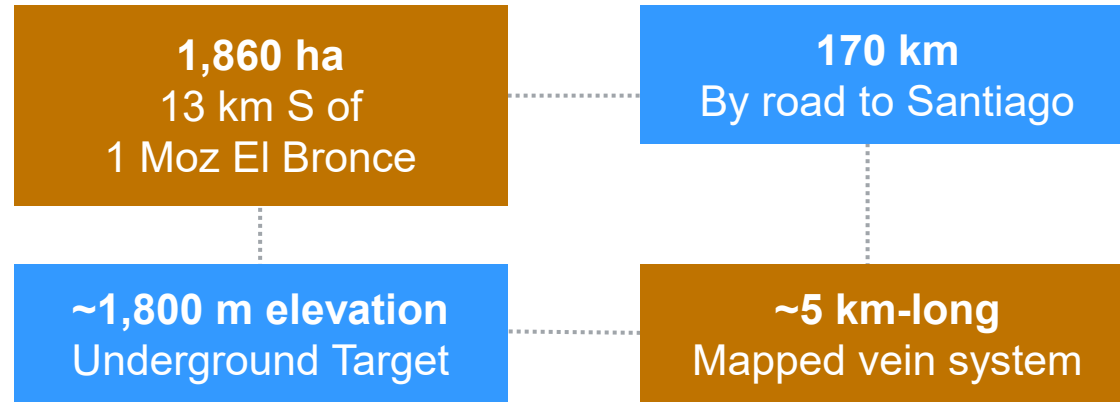 1,860 ha
13 km S of
1 Moz El Bronce
170 km
By road to Santiago
~1,800 m elevation
Underground Target
~5 km-long
Mapped vein system